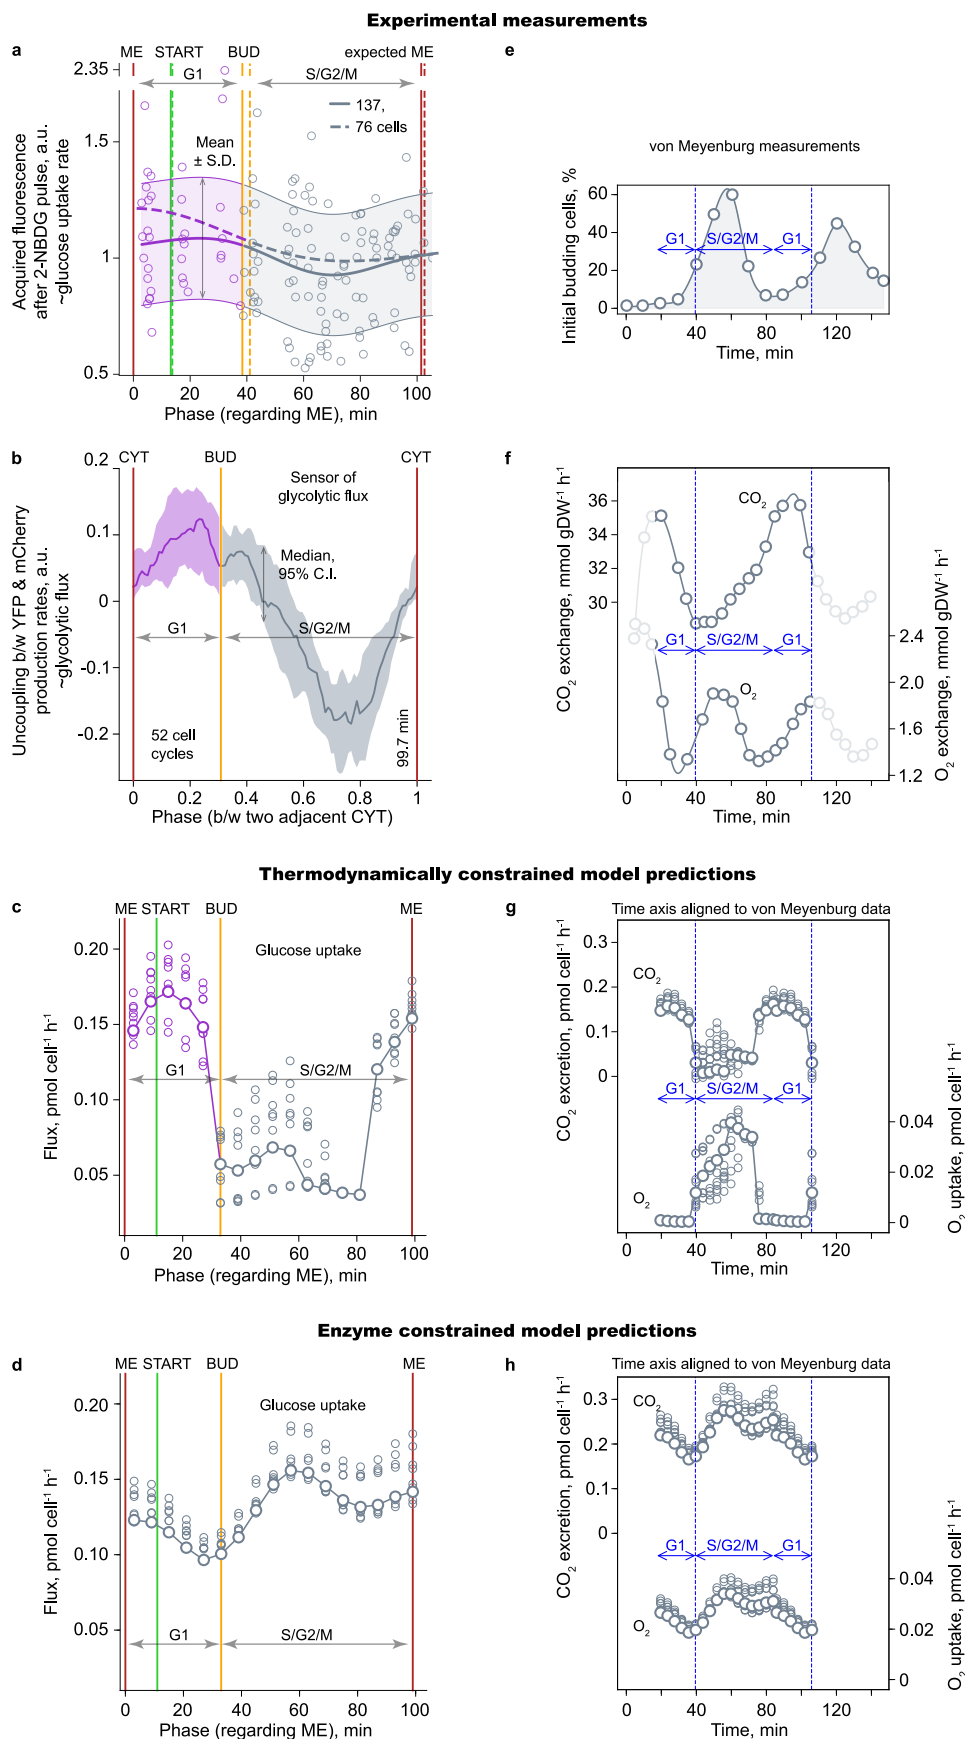 Experimental measurements
a
ME START BUD expected ME
2.35
G1 S/G2/M
137,
76 cells
1.5
Mean
± S.D.
1
0.5
Acquired fluorescence
after 2-NBDG pulse, a.u.
~glucose uptake rate
0 20 40 60 80 100
Phase (regarding ME), min
e
von Meyenburg measurements
Initial budding cells, %
60
40
20
0
G1 S/G2/M G1
0 40 80 120
Time, min
b
CYT BUD CYT
0.2
0.1
0
-0.1
-0.2
Sensor of
glycolytic flux
Median,
95% C.I.
G1 S/G2/M
52 cell
cycles
99.7 min
Uncoupling b/w YFP & mCherry
production rates, a.u.
~glycolytic flux
0 0.2 0.4 0.6 0.8 1
Phase (b/w two adjacent CYT)
f
CO2 exchange, mmol gDW-1 h-1
36
34
32
30
CO2
G1 S/G2/M G1
O2
2.4
2.0
1.6
1.2
O2 exchange, mmol gDW-1 h-1
0 40 80 120
Time, min
Thermodynamically constrained model predictions
c
ME START BUD ME
0.20
0.15
0.10
0.05
Glucose uptake
G1 S/G2/M
Flux, pmol cell-1 h-1
0 20 40 60 80 100
Phase (regarding ME), min
g
Time axis aligned to von Meyenburg data
CO2 excretion, pmol cell-1 h-1
0.3
0.2
0.1
0
CO2
G1 S/G2/M G1
O2
0.04
0.02
0
O2 uptake, pmol cell-1 h-1
0 40 80 120
Time, min
Enzyme constrained model predictions
d
ME START BUD ME
0.20
0.15
0.10
0.05
Glucose uptake
G1 S/G2/M
Flux, pmol cell-1 h-1
0 20 40 60 80 100
Phase (regarding ME), min
h
Time axis aligned to von Meyenburg data
CO2 excretion, pmol cell-1 h-1
0.3
0.2
0.1
0
CO2
G1 S/G2/M G1
O2
0.04
0.02
0
O2 uptake, pmol cell-1 h-1
0 40 80 120
Time, min